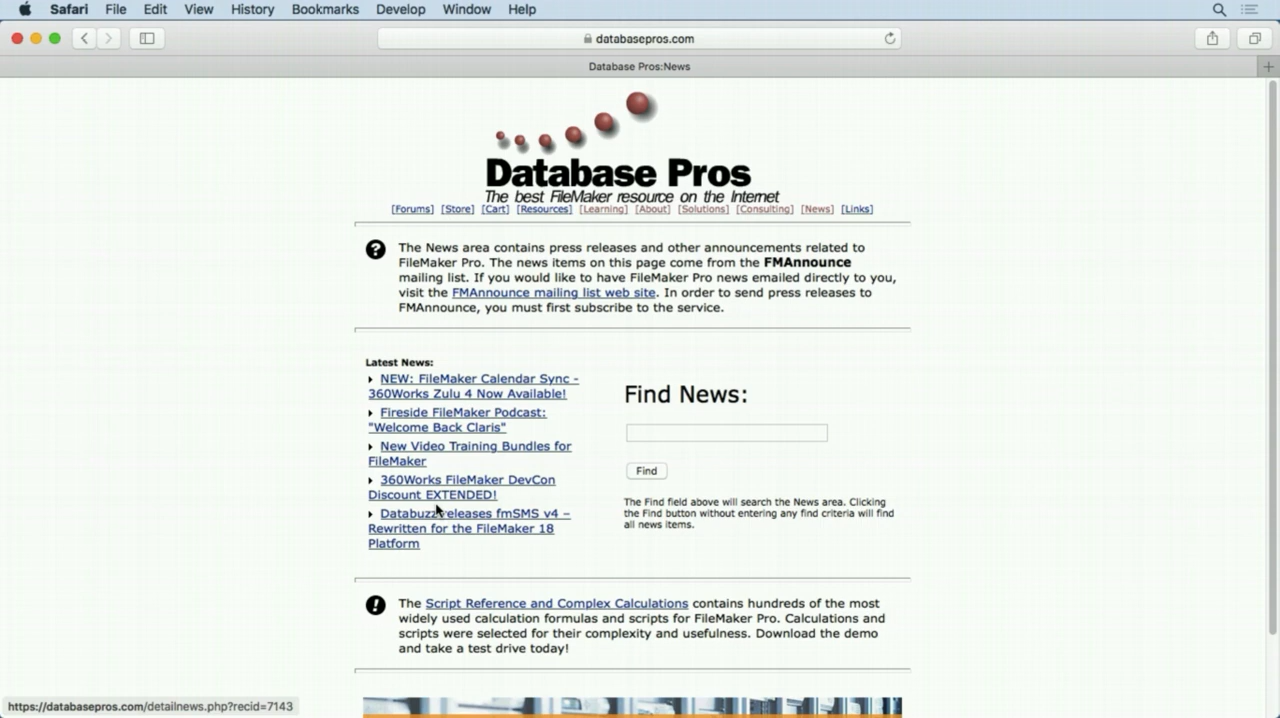 Safari File Edit View History Bookmarks Develop Window Help
databasepros.com
Database Pros:News
Database Pros
The best FileMaker resource on the Internet
[Forums] [Store] [Cart] [Resources] [Learning] [About] [Solutions] [Consulting] [News] [Links]
? The News area contains press releases and other announcements related to
FileMaker Pro. The news items on this page come from the FMAnnounce
mailing list. If you would like to have FileMaker Pro news emailed directly to you,
visit the FMAnnounce mailing list web site. In order to send press releases to
FMAnnounce, you must first subscribe to the service.
Latest News:
NEW: FileMaker Calendar Sync -
360Works Zulu 4 Now Available!
Fireside FileMaker Podcast:
"Welcome Back Claris"
New Video Training Bundles for
FileMaker
360Works FileMaker DevCon
Discount EXTENDED!
Databuzz releases fmSMS v4 –
Rewritten for the FileMaker 18
Platform
Find News:
Find
The Find field above will search the News area. Clicking
the Find button without entering any find criteria will find
all news items.
! The Script Reference and Complex Calculations contains hundreds of the most
widely used calculation formulas and scripts for FileMaker Pro. Calculations and
scripts were selected for their complexity and usefulness. Download the demo
and take a test drive today!
https://databasepros.com/detailnews.php?recid=7143